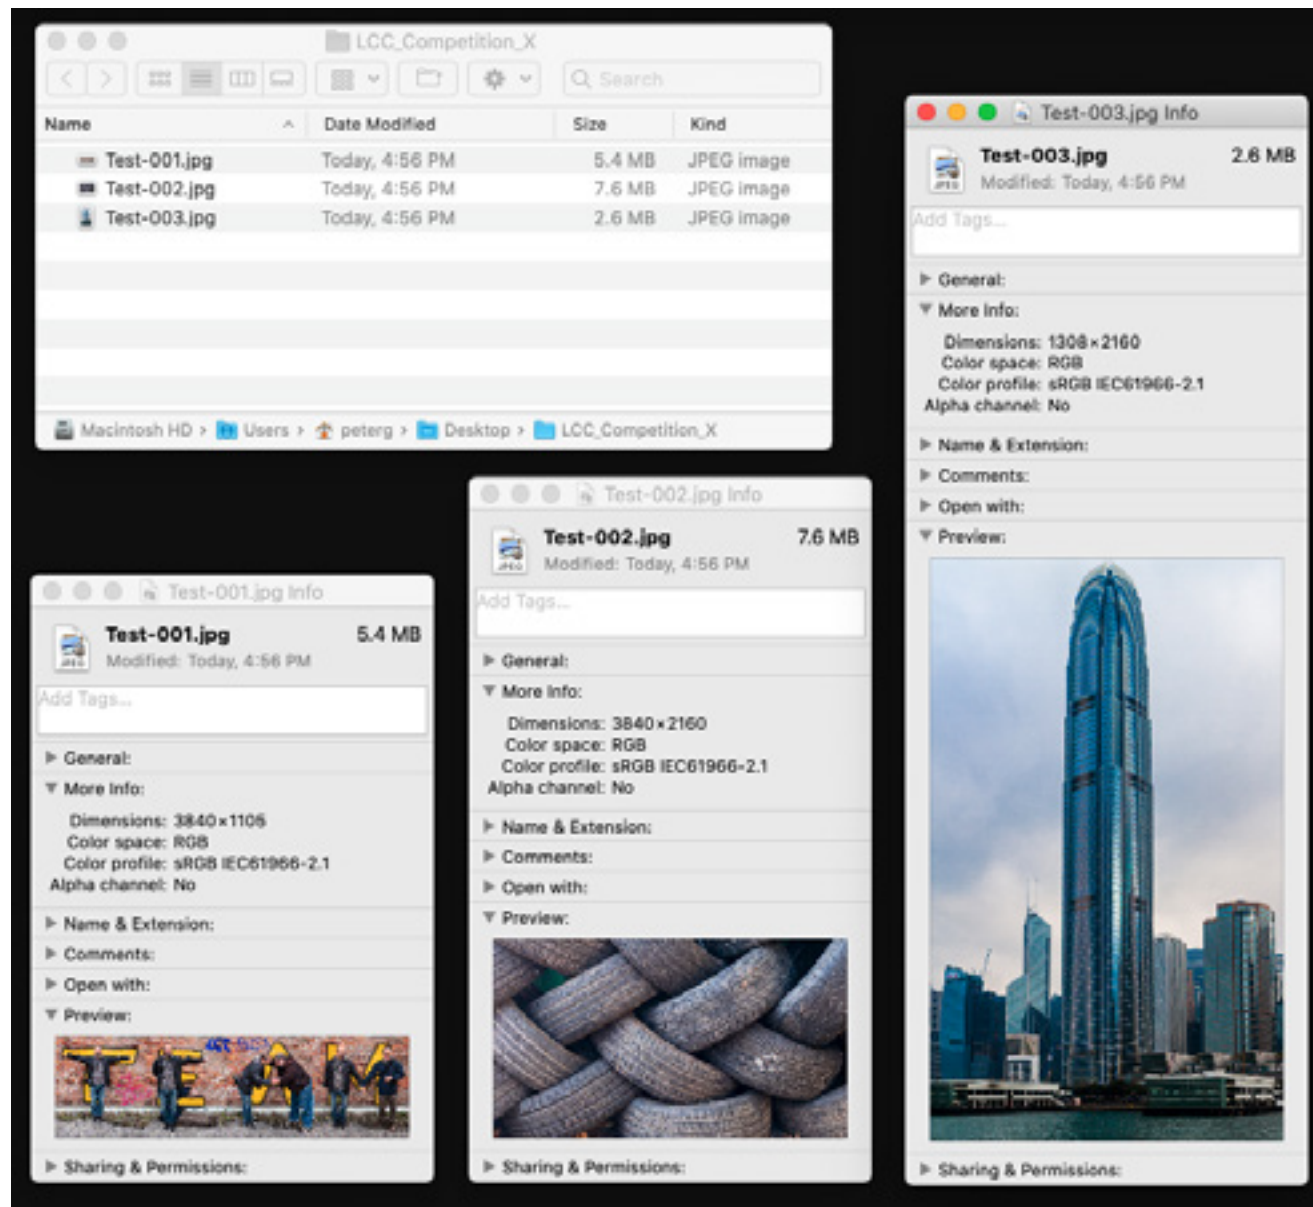 LCC_Competition_X
Search
Name Date Modified Size Kind
Test-001.jpg Today, 4:56 PM 5.4 MB JPEG image
Test-002.jpg Today, 4:56 PM 7.6 MB JPEG image
Test-003.jpg Today, 4:56 PM 2.6 MB JPEG image
Macintosh HD › Users › peterg › Desktop › LCC_Competition_X
Test-001.jpg Info
Test-001.jpg 5.4 MB
JPEG
Modified: Today, 4:56 PM
Add Tags...
General:
More Info:
Dimensions: 3840×1105
Color space: RGB
Color profile: sRGB IEC61966-2.1
Alpha channel: No
Name & Extension:
Comments:
Open with:
Preview:
TEAM
Sharing & Permissions:
Test-002.jpg Info
Test-002.jpg 7.6 MB
JPEG
Modified: Today, 4:56 PM
Add Tags...
General:
More Info:
Dimensions: 3840×2160
Color space: RGB
Color profile: sRGB IEC61966-2.1
Alpha channel: No
Name & Extension:
Comments:
Open with:
Preview:
Sharing & Permissions:
Test-003.jpg Info
Test-003.jpg 2.6 MB
JPEG
Modified: Today, 4:56 PM
Add Tags...
General:
More Info:
Dimensions: 1308×2160
Color space: RGB
Color profile: sRGB IEC61966-2.1
Alpha channel: No
Name & Extension:
Comments:
Open with:
Preview:
Sharing & Permissions: